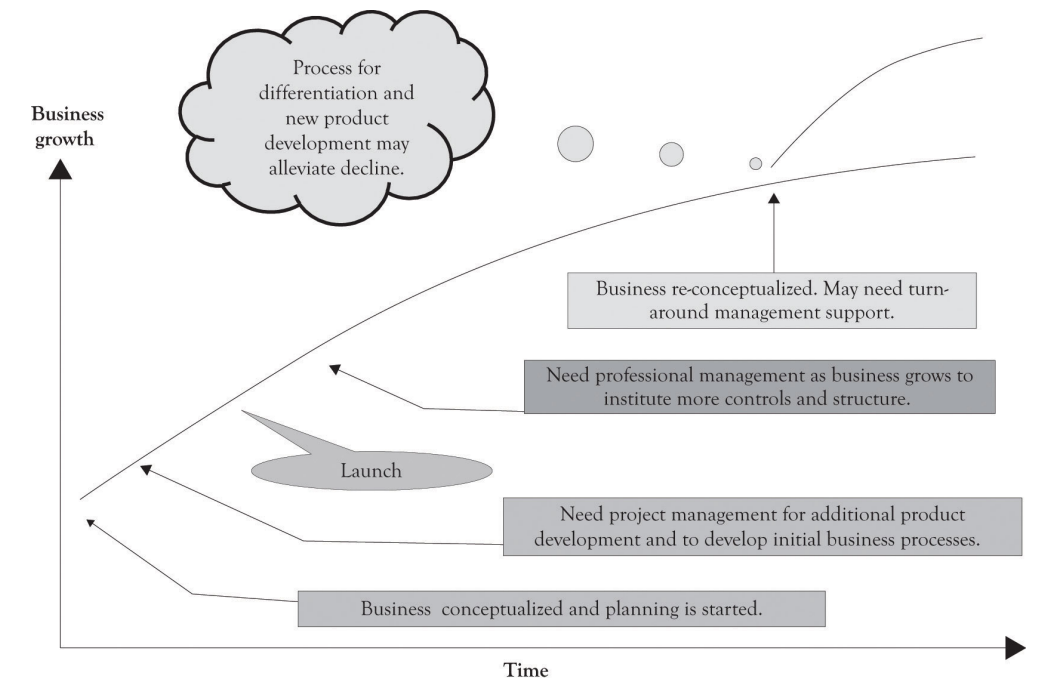 Process for
differentiation and
new product
development may
alleviate decline.
Business
growth
Business re-conceptualized. May need turn-
around management support.
Need professional management as business grows to
institute more controls and structure.
Launch
Need project management for additional product
development and to develop initial business processes.
Business conceptualized and planning is started.
Time